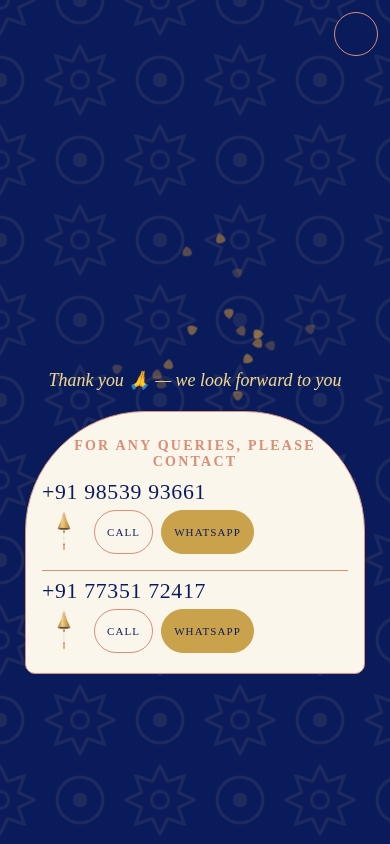 Thank you 🙏 — we look forward to you
FOR ANY QUERIES, PLEASE
CONTACT
+91 98539 93661
CALL WHATSAPP
+91 77351 72417
CALL WHATSAPP